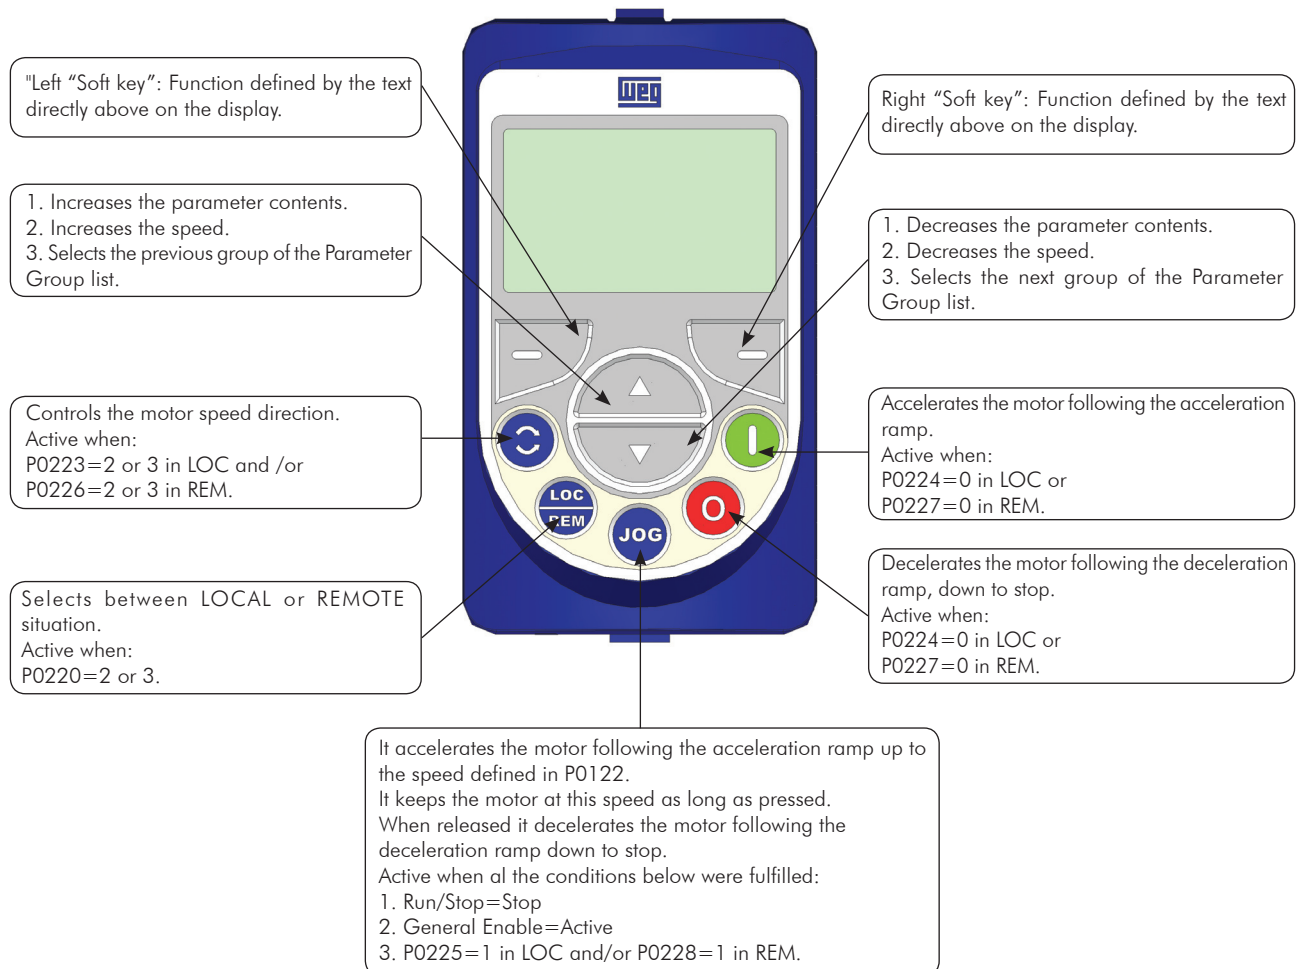 weg
"Left “Soft key”: Function defined by the text
directly above on the display.
Right “Soft key”: Function defined by the text
directly above on the display.
1. Increases the parameter contents.
2. Increases the speed.
3. Selects the previous group of the Parameter
Group list.
1. Decreases the parameter contents.
2. Decreases the speed.
3. Selects the next group of the Parameter
Group list.
Controls the motor speed direction.
Active when:
P0223=2 or 3 in LOC and /or
P0226=2 or 3 in REM.
Accelerates the motor following the acceleration
ramp.
Active when:
P0224=0 in LOC or
P0227=0 in REM.
LOC
REM
JOG
O
Selects between LOCAL or REMOTE
situation.
Active when:
P0220=2 or 3.
Decelerates the motor following the deceleration
ramp, down to stop.
Active when:
P0224=0 in LOC or
P0227=0 in REM.
It accelerates the motor following the acceleration ramp up to
the speed defined in P0122.
It keeps the motor at this speed as long as pressed.
When released it decelerates the motor following the
deceleration ramp down to stop.
Active when al the conditions below were fulfilled:
1. Run/Stop=Stop
2. General Enable=Active
3. P0225=1 in LOC and/or P0228=1 in REM.